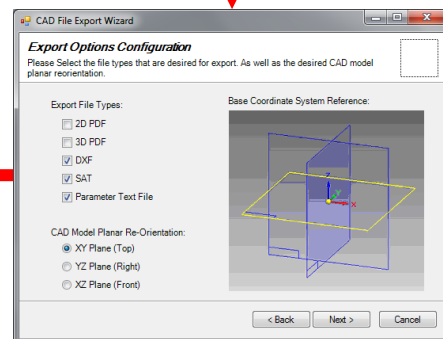 CAD File Export Wizard
Export Options Configuration
Please Select the file types that are desired for export. As well as the desired CAD model
planar reorientation.
Export File Types:
2D PDF
3D PDF
DXF
SAT
Parameter Text File
CAD Model Planar Re-Orientation:
XY Plane (Top)
YZ Plane (Right)
XZ Plane (Front)
Base Coordinate System Reference:
Z
Y
X
< Back
Next >
Cancel